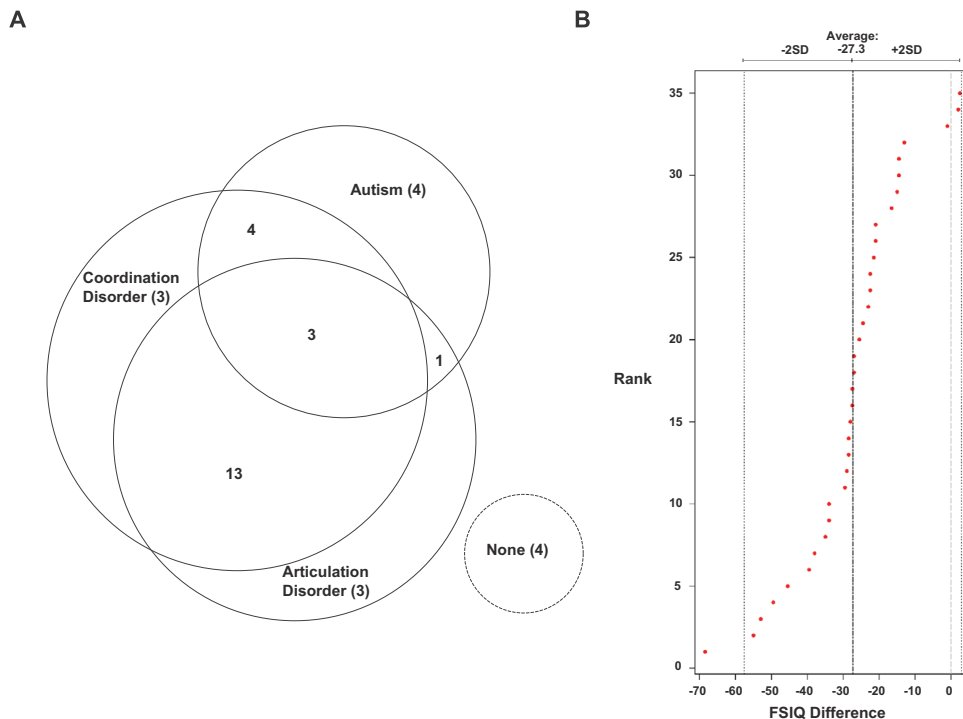 A
Autism (4)
4
Coordination
Disorder (3)
3
1
13
None (4)
Articulation
Disorder (3)
B
Average:
-2SD
-27.3
+2SD
35
30
25
20
Rank
15
10
5
0
-70
-60
-50
-40
-30
-20
-10
0
FSIQ Difference